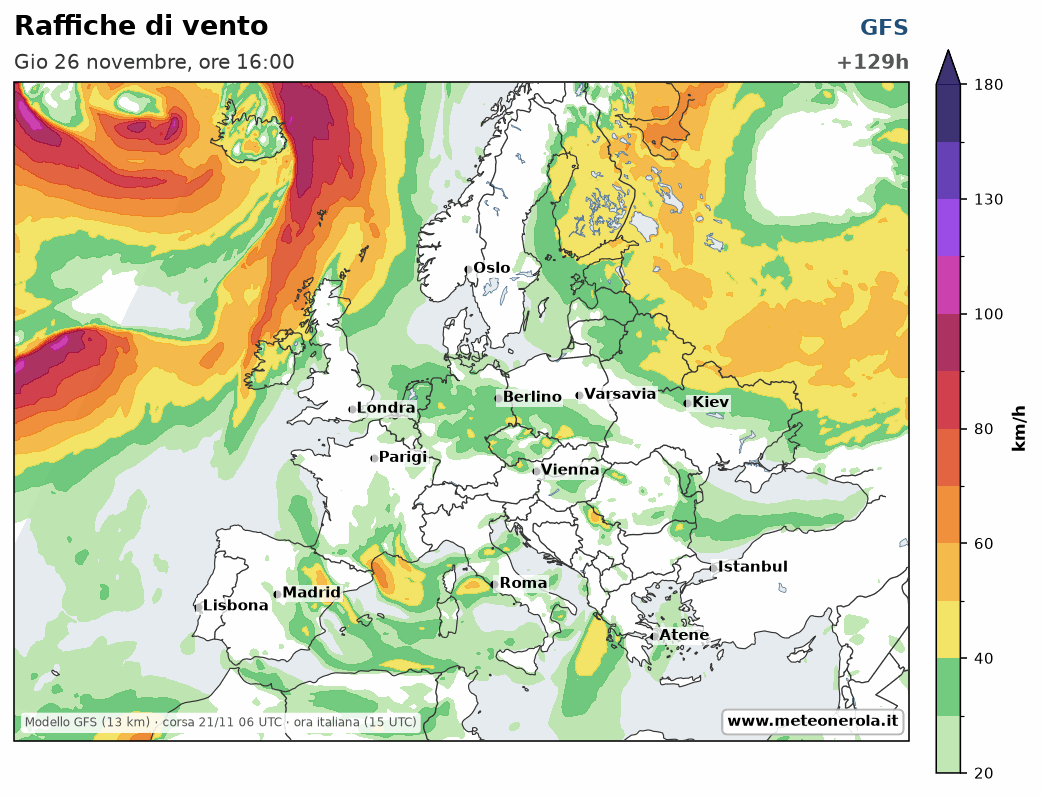 Raffiche di vento
GFS
Gio 26 novembre, ore 16:00
+129h
180
130
100
80
60
40
20
km/h
Oslo
Londra
Berlino
Varsavia
Kiev
Parigi
Vienna
Istanbul
Madrid
Roma
Lisbona
Atene
Modello GFS (13 km) · corsa 21/11 06 UTC · ora italiana (15 UTC)
www.meteonerola.it